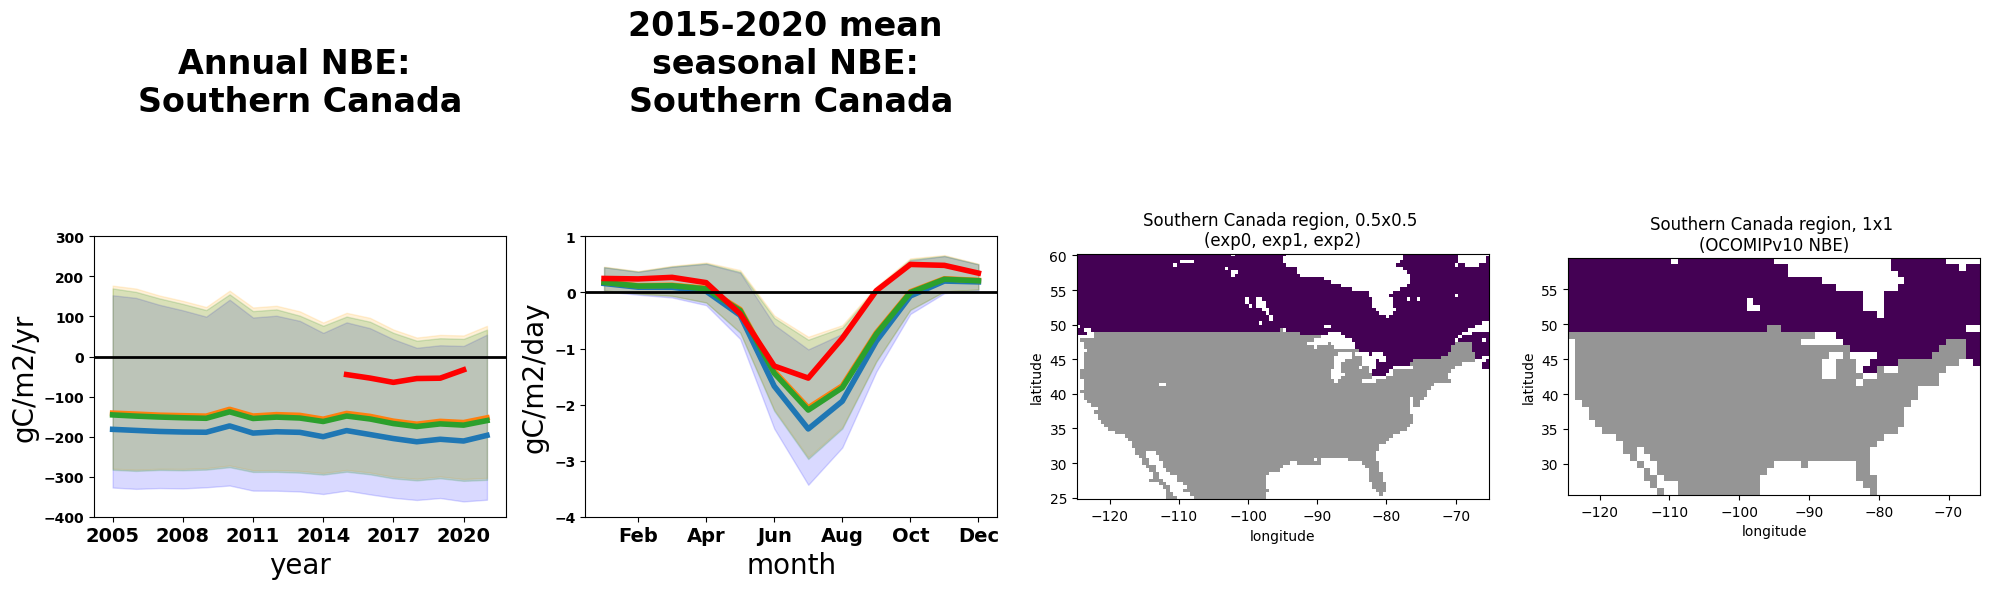 Annual NBE:
Southern Canada
300
200
100
0
−100
−200
−300
−400
gC/m2/yr
2005 2008 2011 2014 2017 2020
year
2015-2020 mean
seasonal NBE:
Southern Canada
1
0
−1
−2
−3
−4
gC/m2/day
Feb Apr Jun Aug Oct Dec
month
Southern Canada region, 0.5x0.5
(exp0, exp1, exp2)
60
55
50
45
40
35
30
25
latitude
−120 −110 −100 −90 −80 −70
longitude
Southern Canada region, 1x1
(OCOMIPv10 NBE)
55
50
45
40
35
30
latitude
−120 −110 −100 −90 −80 −70
longitude